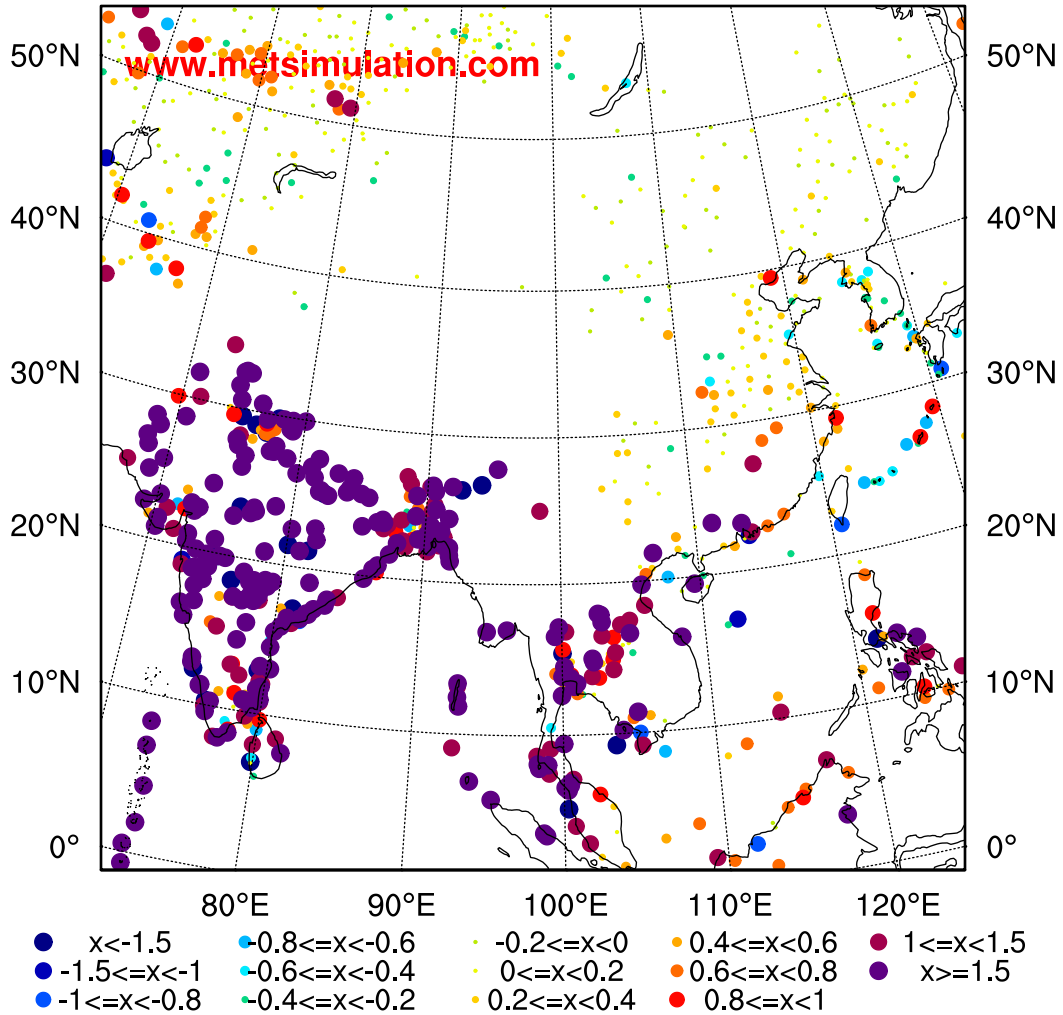 50°N 50°N
www.metsimulation.com
40°N 40°N
30°N 30°N
20°N 20°N
10°N 10°N
0° 0°
80°E 90°E 100°E 110°E 120°E
x<-1.5 -0.8<=x<-0.6 -0.2<=x<0 0.4<=x<0.6 1<=x<1.5
-1.5<=x<-1 -0.6<=x<-0.4 0<=x<0.2 0.6<=x<0.8 x>=1.5
-1<=x<-0.8 -0.4<=x<-0.2 0.2<=x<0.4 0.8<=x<1